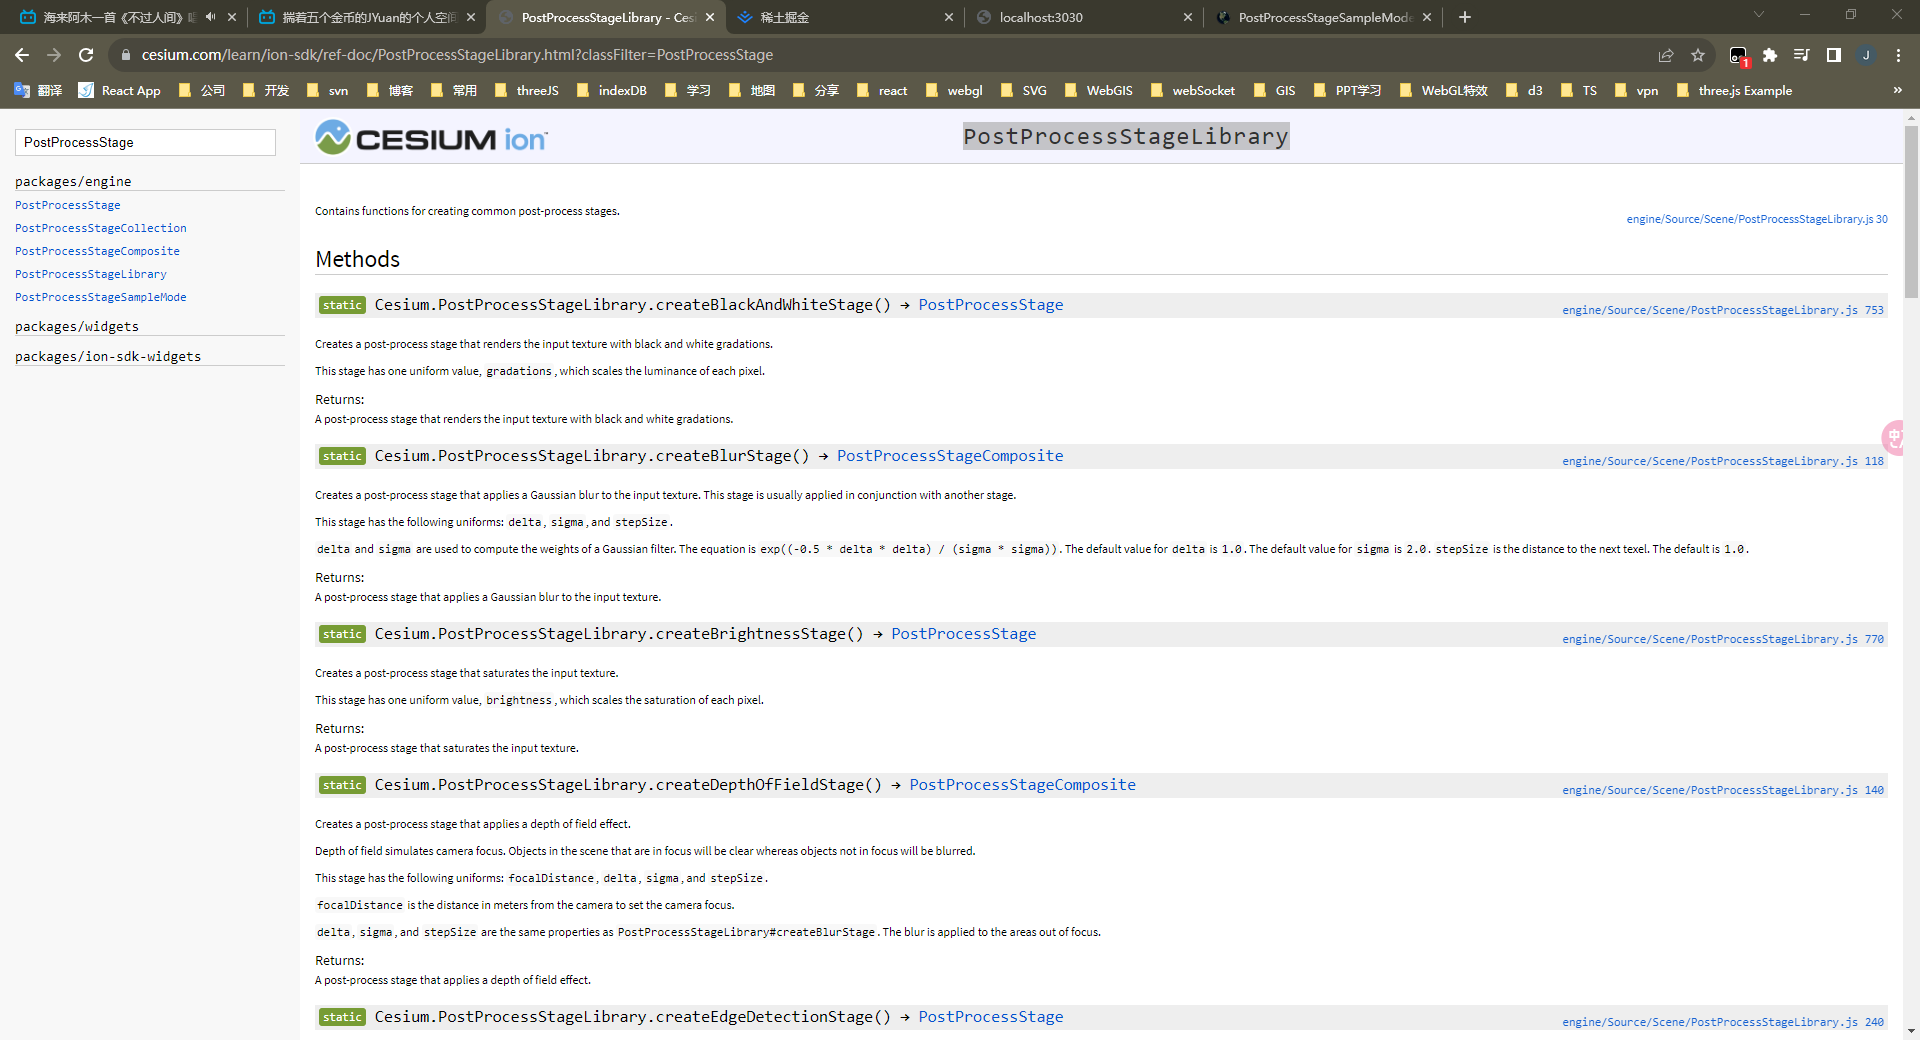 海来阿木一首《不过人间》
揣着五个金币的JYuan的个人空间
PostProcessStageLibrary - Ces
稀土掘金
localhost:3030
PostProcessStageSampleMode
cesium.com/learn/ion-sdk/ref-doc/PostProcessStageLibrary.html?classFilter=PostProcessStage
1
J
翻译 React App 公司 开发 svn 博客 常用 threeJS indexDB 学习 地图 分享 react webgl SVG WebGIS webSocket GIS PPT学习 WebGL特效 d3 TS vpn three.js Example »
PostProcessStage
packages/engine
PostProcessStage
PostProcessStageCollection
PostProcessStageComposite
PostProcessStageLibrary
PostProcessStageSampleMode
packages/widgets
packages/ion-sdk-widgets
CESIUM ion
PostProcessStageLibrary
Contains functions for creating common post-process stages.
engine/Source/Scene/PostProcessStageLibrary.js 30
Methods
static Cesium.PostProcessStageLibrary.createBlackAndWhiteStage() → PostProcessStage
engine/Source/Scene/PostProcessStageLibrary.js 753
Creates a post-process stage that renders the input texture with black and white gradations.
This stage has one uniform value, gradations, which scales the luminance of each pixel.
Returns:
A post-process stage that renders the input texture with black and white gradations.
static Cesium.PostProcessStageLibrary.createBlurStage() → PostProcessStageComposite
engine/Source/Scene/PostProcessStageLibrary.js 118
Creates a post-process stage that applies a Gaussian blur to the input texture. This stage is usually applied in conjunction with another stage.
This stage has the following uniforms: delta, sigma, and stepSize.
delta and sigma are used to compute the weights of a Gaussian filter. The equation is exp((-0.5 * delta * delta) / (sigma * sigma)). The default value for delta is 1.0. The default value for sigma is 2.0. stepSize is the distance to the next texel. The default is 1.0.
Returns:
A post-process stage that applies a Gaussian blur to the input texture.
static Cesium.PostProcessStageLibrary.createBrightnessStage() → PostProcessStage
engine/Source/Scene/PostProcessStageLibrary.js 770
Creates a post-process stage that saturates the input texture.
This stage has one uniform value, brightness, which scales the saturation of each pixel.
Returns:
A post-process stage that saturates the input texture.
static Cesium.PostProcessStageLibrary.createDepthOfFieldStage() → PostProcessStageComposite
engine/Source/Scene/PostProcessStageLibrary.js 140
Creates a post-process stage that applies a depth of field effect.
Depth of field simulates camera focus. Objects in the scene that are in focus will be clear whereas objects not in focus will be blurred.
This stage has the following uniforms: focalDistance, delta, sigma, and stepSize.
focalDistance is the distance in meters from the camera to set the camera focus.
delta, sigma, and stepSize are the same properties as PostProcessStageLibrary#createBlurStage. The blur is applied to the areas out of focus.
Returns:
A post-process stage that applies a depth of field effect.
static Cesium.PostProcessStageLibrary.createEdgeDetectionStage() → PostProcessStage
engine/Source/Scene/PostProcessStageLibrary.js 240